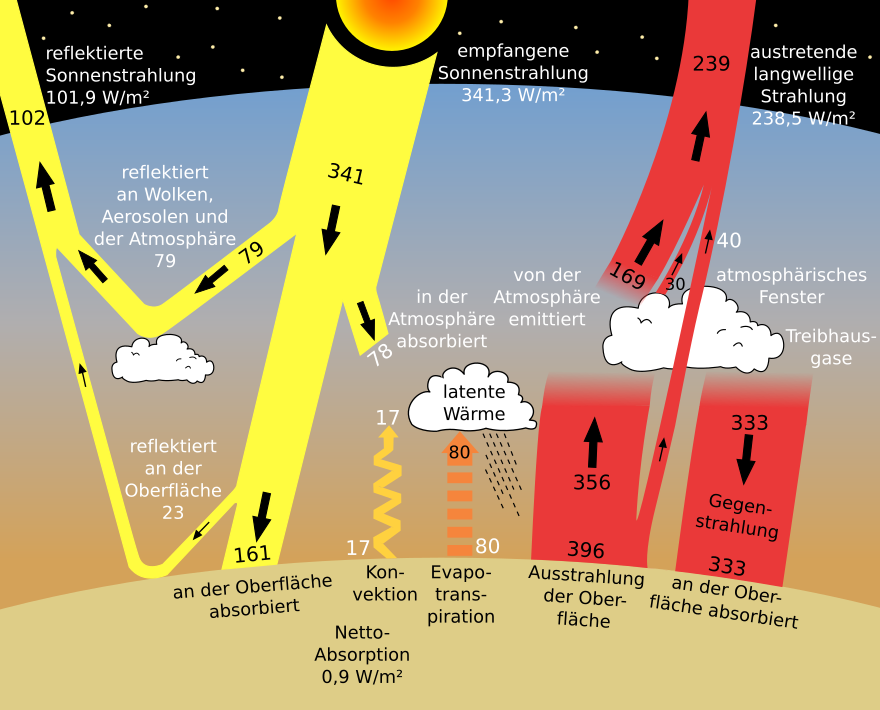 reflektierte
Sonnenstrahlung
101,9 W/m²
102
empfangene
Sonnenstrahlung
341,3 W/m²
239
austretende
langwellige
Strahlung
238,5 W/m²
reflektiert
an Wolken,
Aerosolen und
der Atmosphäre
79
79
341
in der
Atmosphäre
absorbiert
78
von der
Atmosphäre
emittiert
169
30
40
atmosphärisches
Fenster
Treibhaus-
gase
latente
Wärme
17
80
reflektiert
an der
Oberfläche
23
356
333
Gegen-
strahlung
161
17
80
396
333
an der Oberfläche
absorbiert
Kon-
vektion
Evapo-
trans-
piration
Ausstrahlung
der Ober-
fläche
an der Ober-
fläche absorbiert
Netto-
Absorption
0,9 W/m²